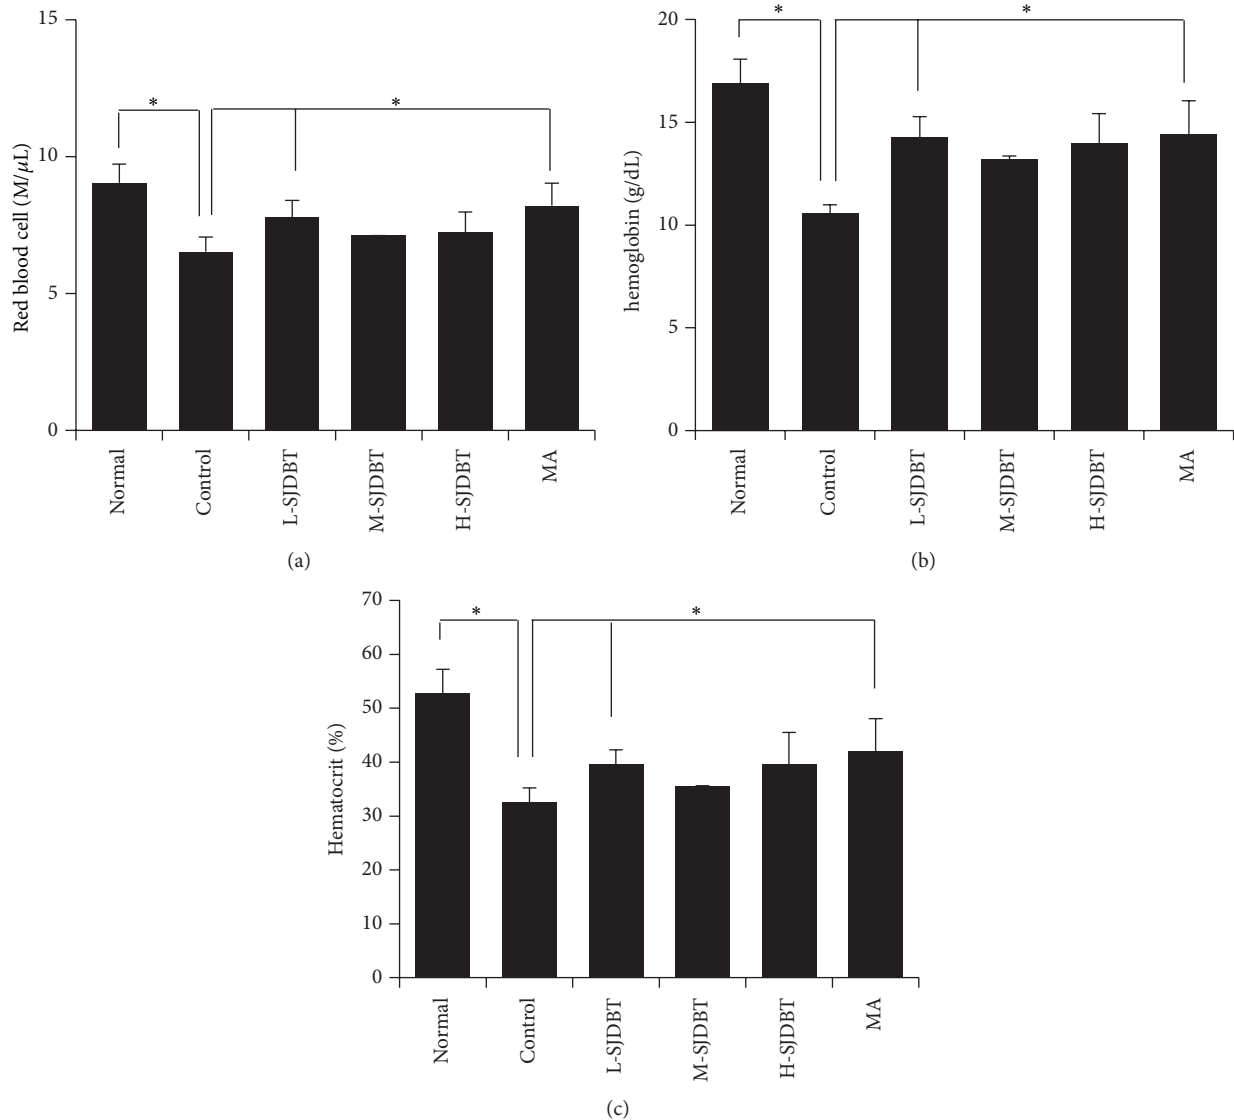 15
10
5
0
Red blood cell (M/μL)
*
*
Normal
Control
L-SJDBT
M-SJDBT
H-SJDBT
MA
(a)
20
15
10
5
0
hemoglobin (g/dL)
*
*
Normal
Control
L-SJDBT
M-SJDBT
H-SJDBT
MA
(b)
70
60
50
40
30
20
10
0
Hematocrit (%)
*
*
Normal
Control
L-SJDBT
M-SJDBT
H-SJDBT
MA
(c)